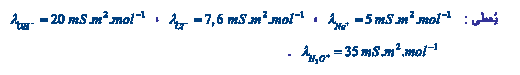 يُعطى : λ_{Na⁺} = 5 mS.m².mol⁻¹ ، λ_{Cl⁻} = 7,6 mS.m².mol⁻¹ ، λ_{OH⁻} = 20 mS.m².mol⁻¹
λ_{H₃O⁺} = 35 mS.m².mol⁻¹ .